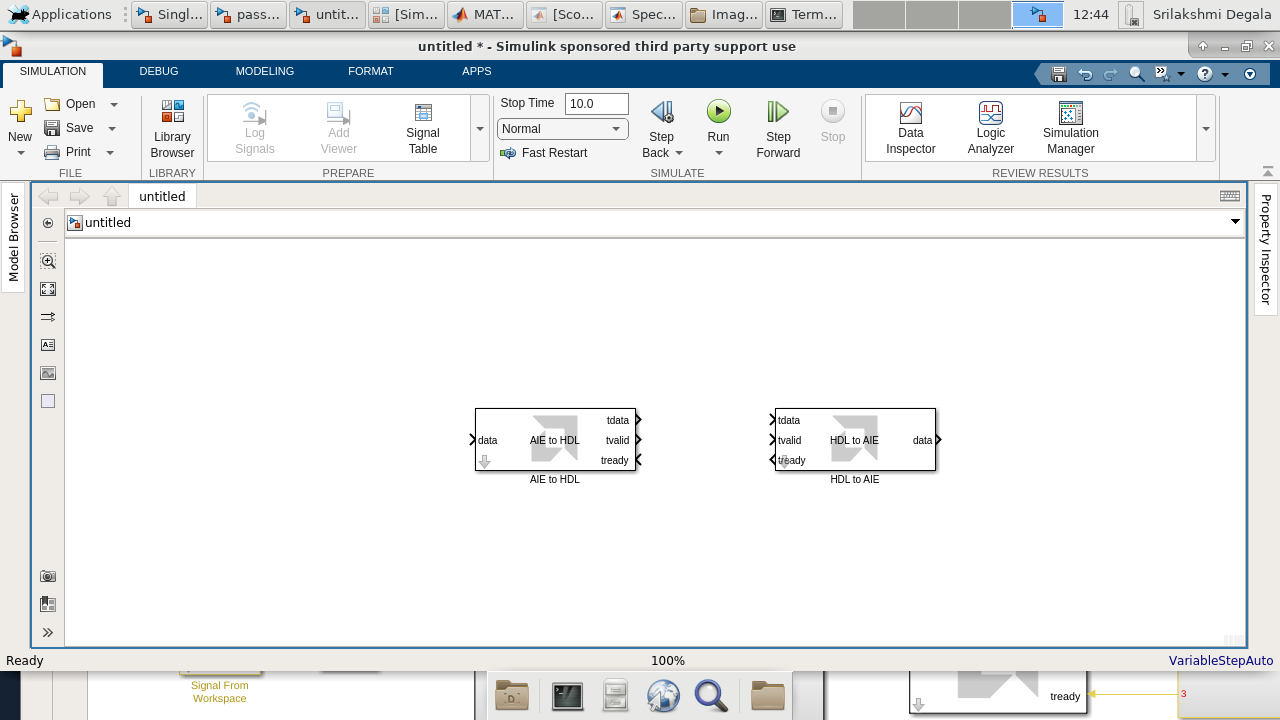 Applications
Singl...
pass...
untit...
[Sim...
MAT...
[Sco...
Spec...
Imag...
Term...
12:44
Srilakshmi Degala
untitled * - Simulink sponsored third party support use
SIMULATION
DEBUG
MODELING
FORMAT
APPS
New
Open
Save
Print
FILE
Library
Browser
LIBRARY
Log
Signals
Add
Viewer
Signal
Table
PREPARE
Stop Time 10.0
Normal
Fast Restart
Step
Back
Run
Step
Forward
Stop
SIMULATE
Data
Inspector
Logic
Analyzer
Simulation
Manager
REVIEW RESULTS
Model Browser
untitled
untitled
Property Inspector
data
AIE to HDL
tdata
tvalid
tready
AIE to HDL
tdata
tvalid
tready
HDL to AIE
data
HDL to AIE
Ready
100%
VariableStepAuto
Signal From
Workspace
tready
3